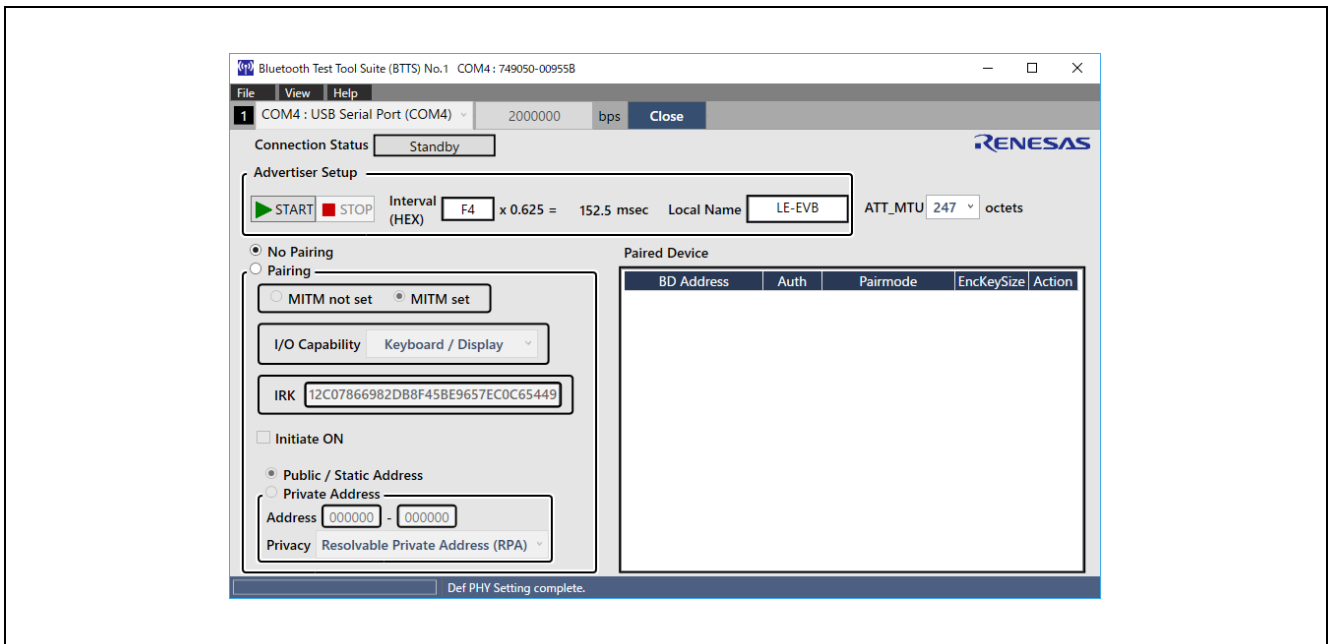 Bluetooth Test Tool Suite (BTTS) No.1 COM4 : 749050-00955B
File View Help
1 COM4 : USB Serial Port (COM4) 2000000 bps Close
Connection Status Standby RENESAS
Advertiser Setup
START STOP Interval (HEX) F4 x 0.625 = 152.5 msec Local Name LE-EVB ATT_MTU 247 octets
No Pairing
Pairing
MITM not set MITM set
I/O Capability Keyboard / Display
IRK 12C07866982DB8F45BE9657EC0C65449
Initiate ON
Public / Static Address
Private Address
Address 000000 - 000000
Privacy Resolvable Private Address (RPA)
Paired Device
BD Address Auth Pairmode EncKeySize Action
Def PHY Setting complete.